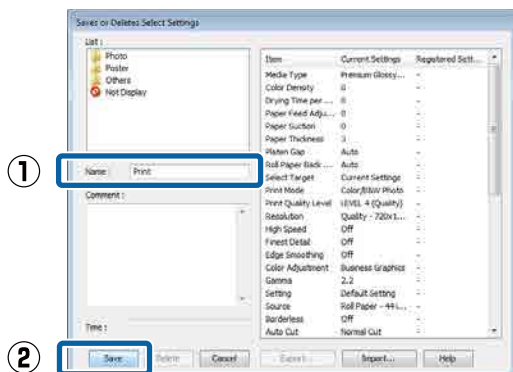 Saves or Deletes Select Settings
List :
Photo
Poster
Others
Not Display
① Name : Print
Comment :
Time :
Item Current Settings Registered Sett...
Media Type Premium Glossy...
Color Density 0
Drying Time per ... 0
Paper Feed Adju... 0
Paper Suction 0
Paper Thickness 3
Platen Gap Auto
Roll Paper Back ... Auto
Select Target Current Settings
Print Mode Color/B&W Photo
Print Quality Level LEVEL 4 (Quality)
Resolution Quality - 720x1...
High Speed Off
Finest Detail Off
Edge Smoothing Off
Color Adjustment Business Graphics
Gamma 2.2
Setting Default Setting
Source Roll Paper - 44 i...
Borderless Off
Auto Cut Normal Cut
② Save Delete Cancel Export... Import... Help